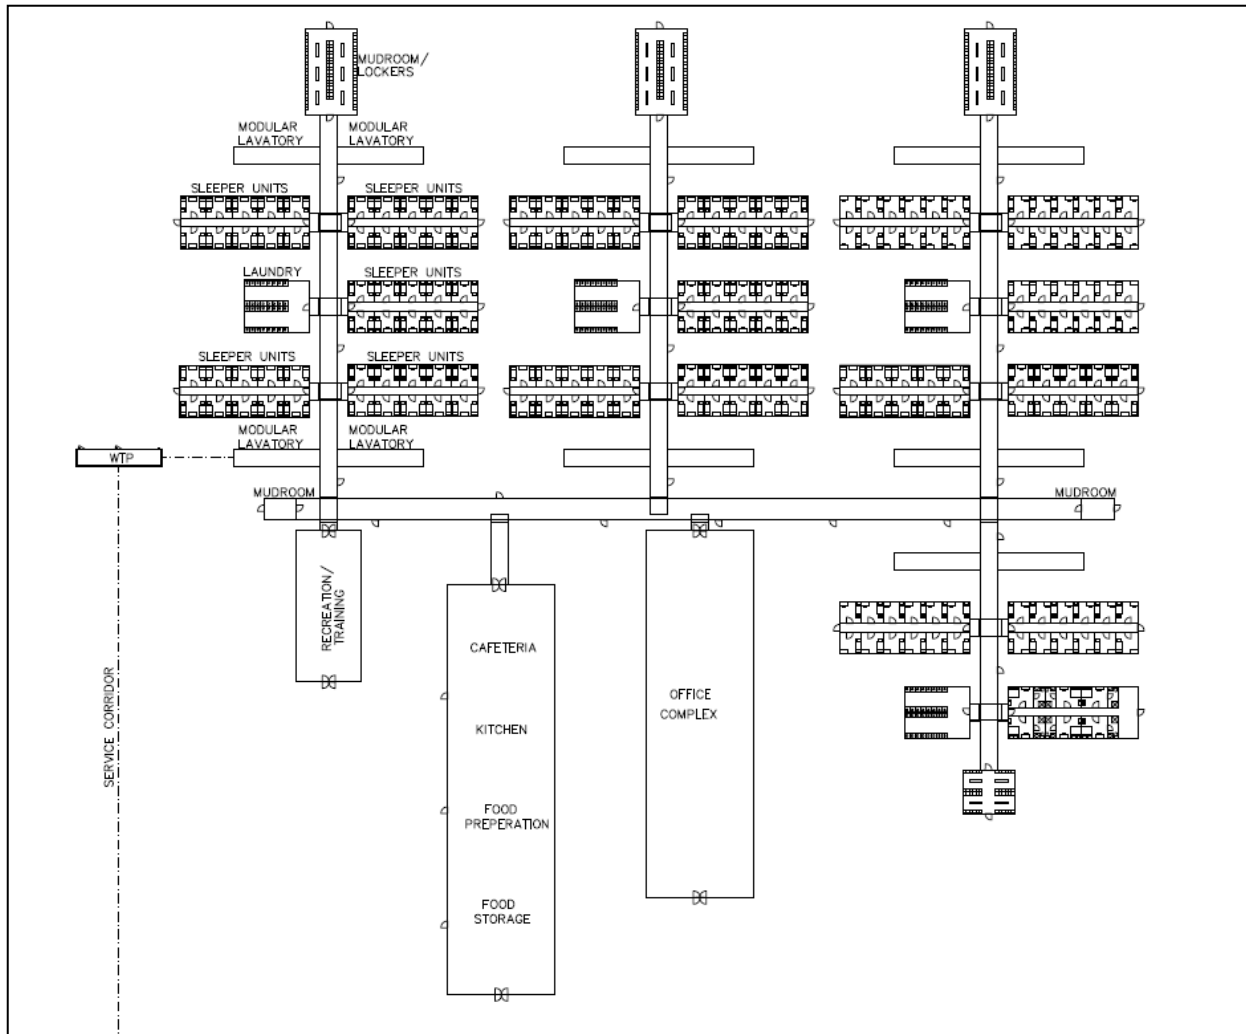 MUDROOM/
LOCKERS
MODULAR
LAVATORY
MODULAR
LAVATORY
SLEEPER UNITS
SLEEPER UNITS
LAUNDRY
SLEEPER UNITS
SLEEPER UNITS
SLEEPER UNITS
MODULAR
LAVATORY
MODULAR
LAVATORY
WTP
MUDROOM
MUDROOM
RECREATION/
TRAINING
CAFETERIA
KITCHEN
FOOD
PREPERATION
FOOD
STORAGE
OFFICE
COMPLEX
SERVICE CORRIDOR